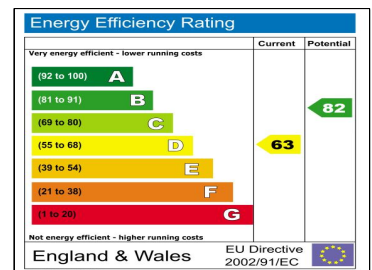 Energy Efficiency Rating
Current Potential
Very energy efficient - lower running costs
(92 to 100) A
(81 to 91) B
82
(69 to 80) C
(55 to 68) D
63
(39 to 54) E
(21 to 38) F
(1 to 20) G
Not energy efficient - higher running costs
England & Wales
EU Directive
2002/91/EC